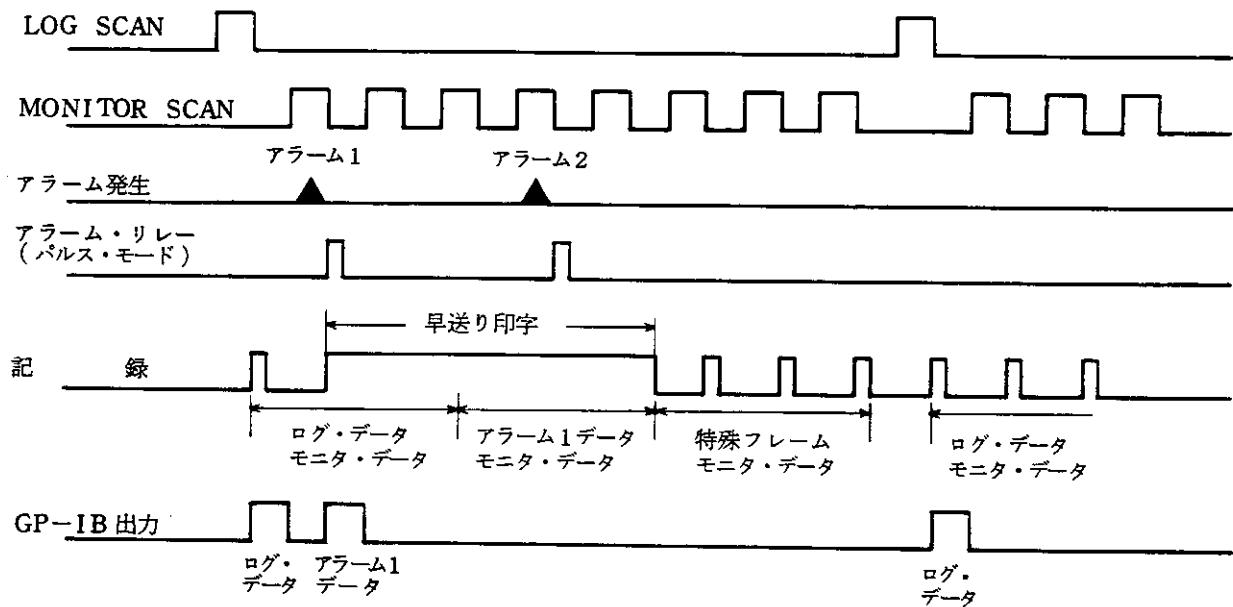 LOG SCAN
MONITOR SCAN
アラーム1
アラーム2
アラーム発生
アラーム・リレー
(パルス・モード)
早送り印字
記録
ログ・データ
モニタ・データ
アラーム1データ
モニタ・データ
特殊フレーム
モニタ・データ
ログ・データ
モニタ・データ
GP-IB出力
ログ・
データ
アラーム1
データ
ログ・
データ